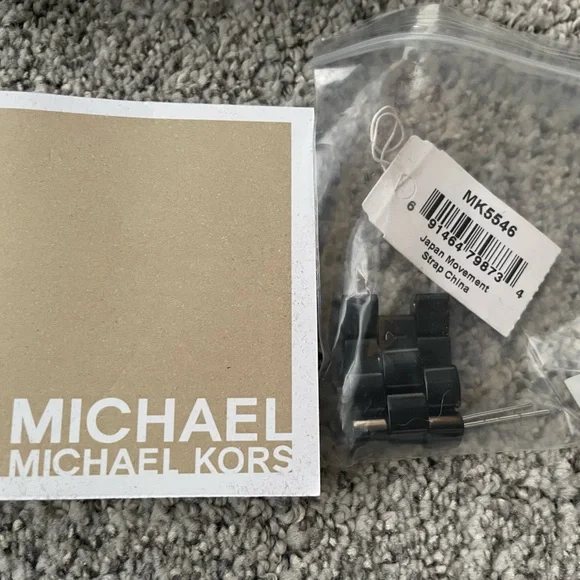 MICHAEL
MICHAEL KORS
MK5546
6 91464 79873 4
Japan Movement
Strap China